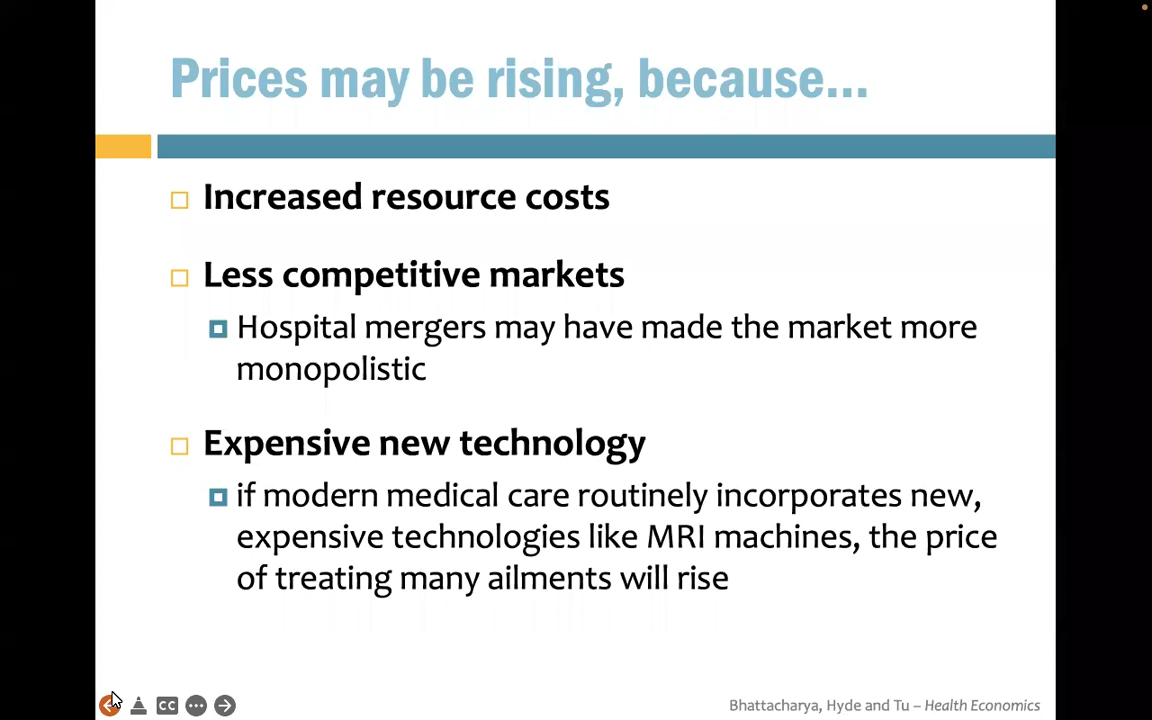 Prices may be rising, because...
Increased resource costs
Less competitive markets
Hospital mergers may have made the market more
monopolistic
Expensive new technology
if modern medical care routinely incorporates new,
expensive technologies like MRI machines, the price
of treating many ailments will rise
CC
Bhattacharya, Hyde and Tu – Health Economics